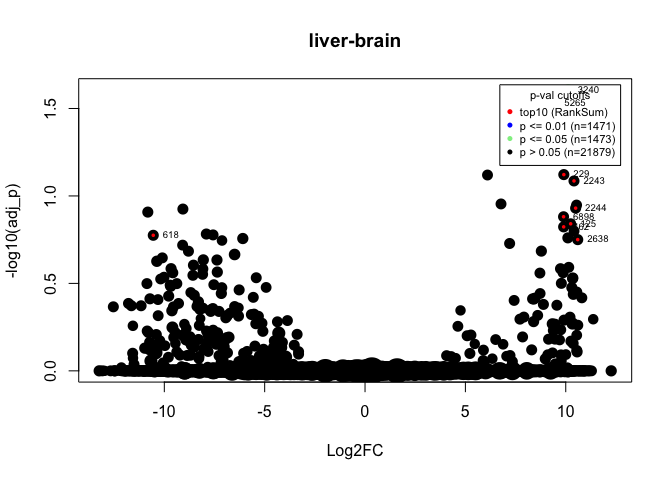 liver-brain
3240
p-val cutoffs
5265
top10 (RankSum)
p <= 0.01 (n=1471)
p <= 0.05 (n=1473)
p > 0.05 (n=21879)
229
2243
2244
6898
125
2638
618
-log10(adj_p)
1.5
1.0
0.5
0.0
-10
-5
0
5
10
Log2FC